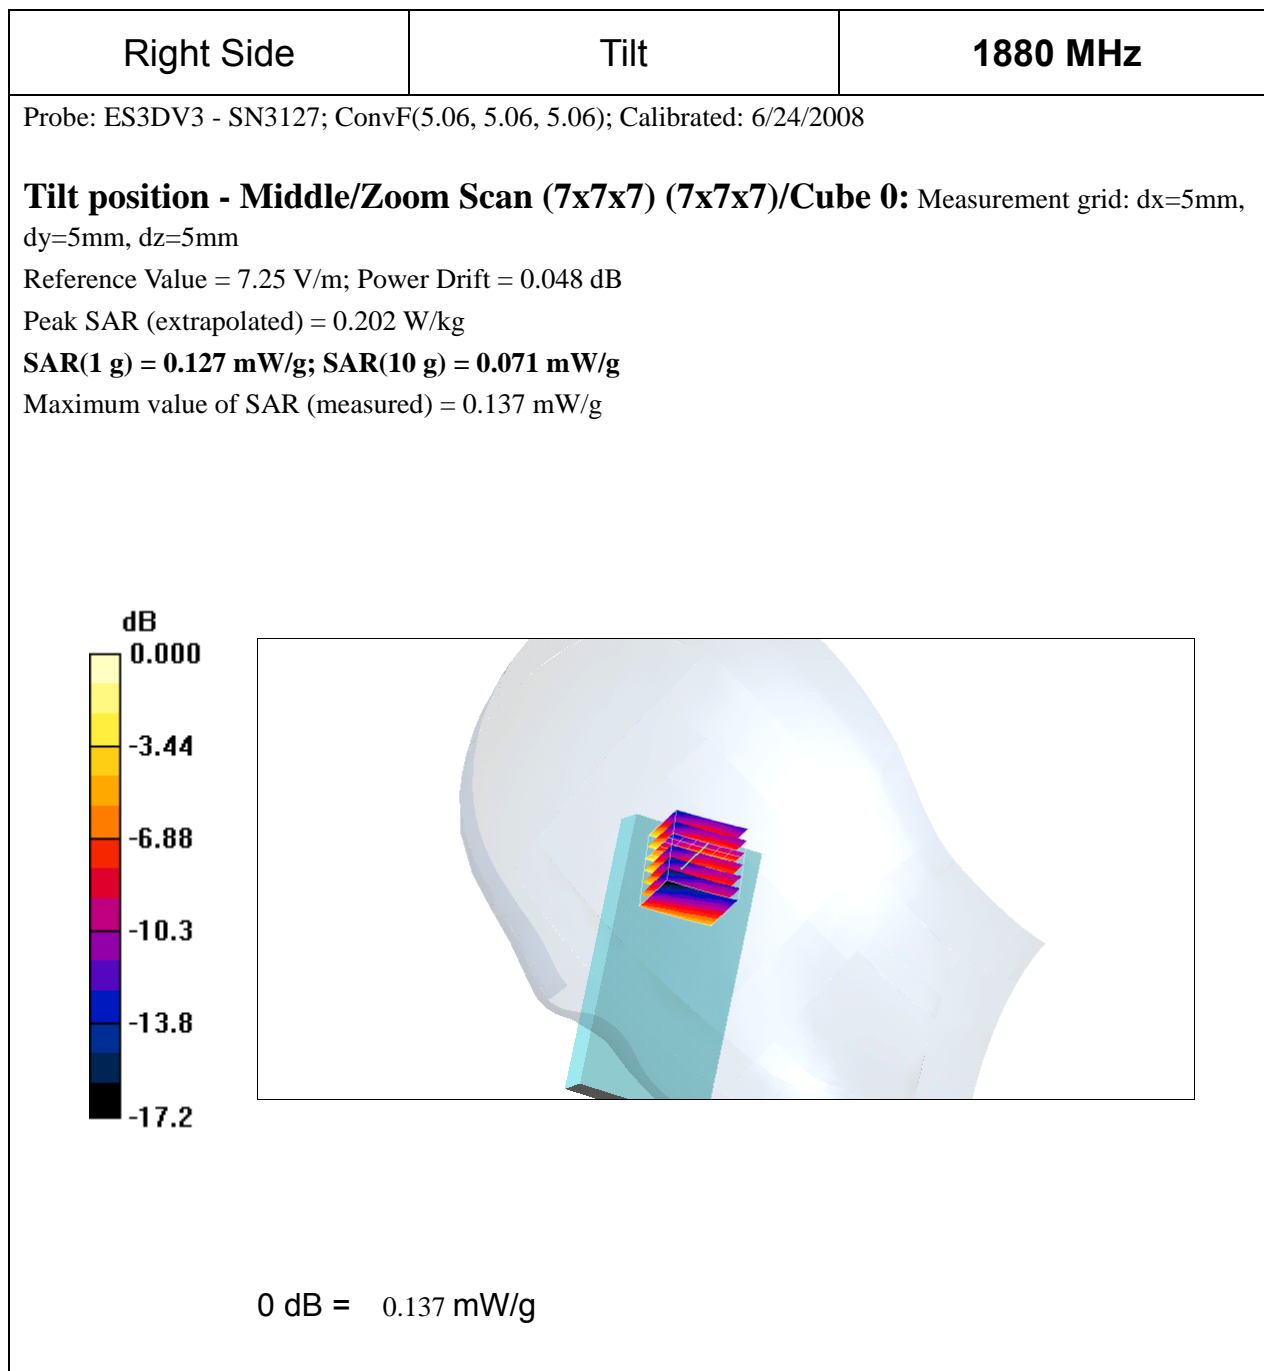 Right Side
Tilt
1880 MHz
Probe: ES3DV3 - SN3127; ConvF(5.06, 5.06, 5.06); Calibrated: 6/24/2008
Tilt position - Middle/Zoom Scan (7x7x7) (7x7x7)/Cube 0: Measurement grid: dx=5mm,
dy=5mm, dz=5mm
Reference Value = 7.25 V/m; Power Drift = 0.048 dB
Peak SAR (extrapolated) = 0.202 W/kg
SAR(1 g) = 0.127 mW/g; SAR(10 g) = 0.071 mW/g
Maximum value of SAR (measured) = 0.137 mW/g
dB
0.000
-3.44
-6.88
-10.3
-13.8
-17.2
0 dB = 0.137 mW/g